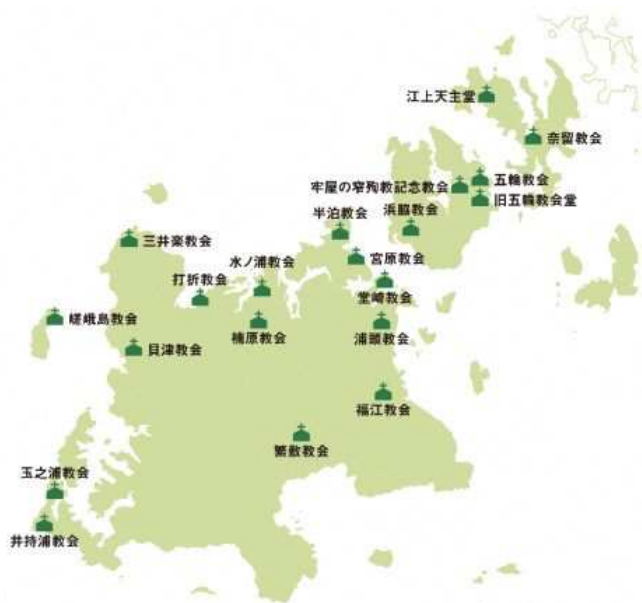 江上天主堂
奈留教会
五輪教会
牢屋の窄殉教記念教会
旧五輪教会堂
半泊教会
浜脇教会
三井楽教会
水ノ浦教会
宮原教会
打折教会
堂崎教会
嵯峨島教会
楠原教会
浦頭教会
貝津教会
福江教会
繁敷教会
玉之浦教会
井持浦教会